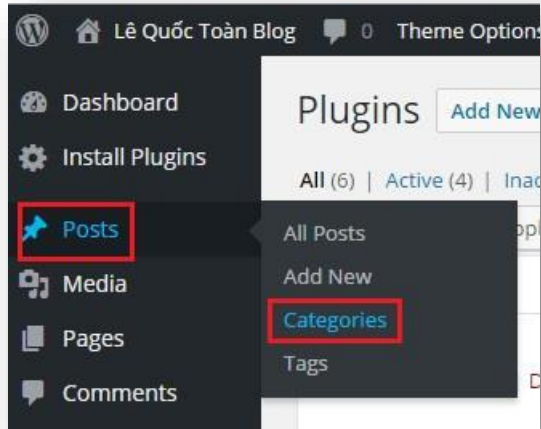 Lê Quốc Toàn Blog 0 Theme Options
Dashboard
Install Plugins
Posts
Media
Pages
Comments
Plugins Add New
All (6) | Active (4) |
All Posts
Add New
Categories
Tags